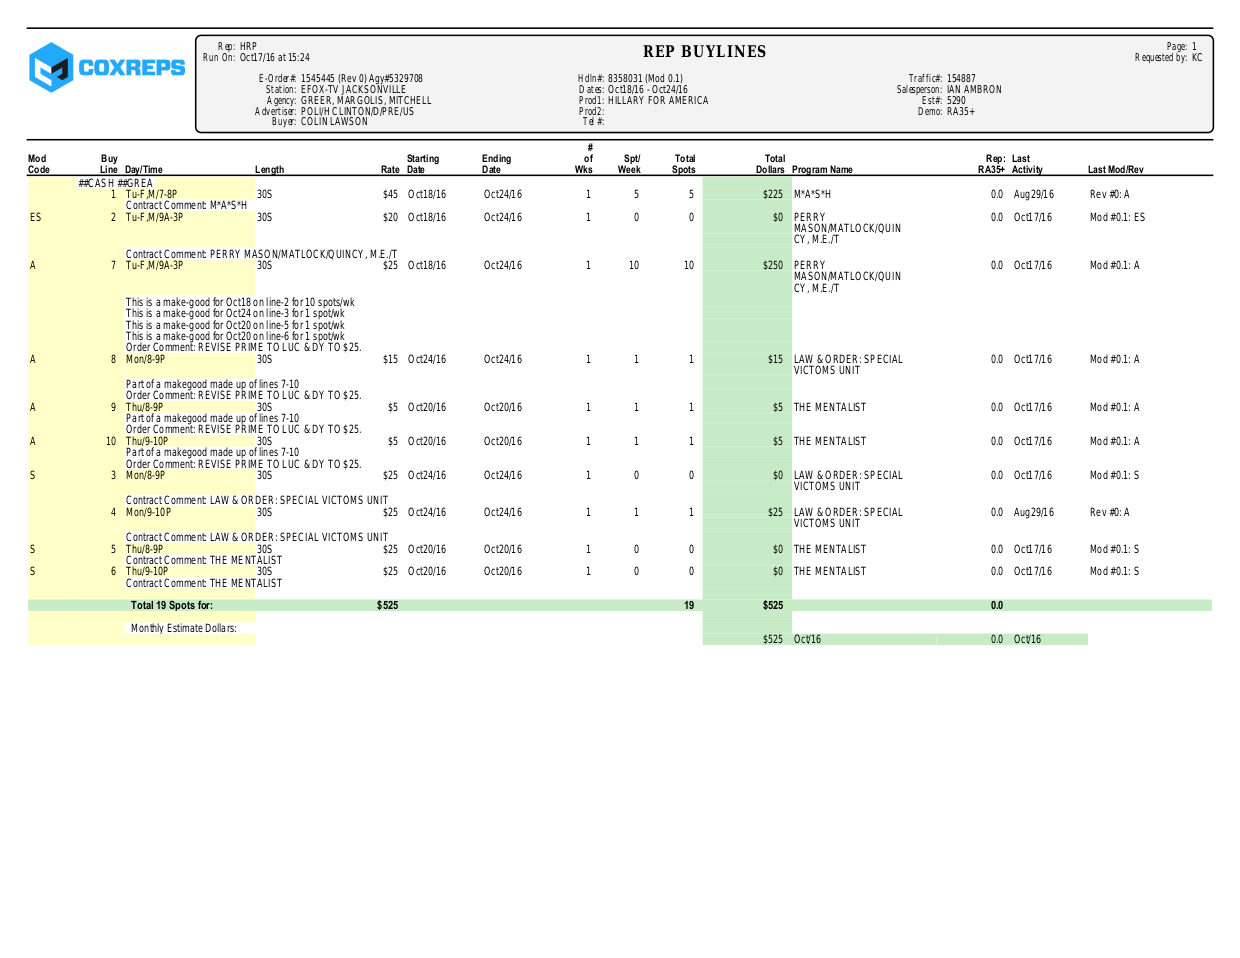 COXREPS
Rep: HRP
Run On: Oct17/16 at 15:24
REP BUYLINES
Page: 1
Requested by: KC
E-Order#: 1545445 (Rev 0) Agy#5329708
Station: EFOX-TV JACKSONVILLE
Agency: GREER, MARGOLIS, MITCHELL
Advertiser: POLI/H CLINTON/D/PRE/US
Buyer: COLIN LAWSON
Hdln#: 8358031 (Mod 0.1)
Dates: Oct18/16 - Oct24/16
Prod1: HILLARY FOR AMERICA
Prod2:
Tel #:
Traffic#: 154887
Salesperson: IAN AMBRON
Est#: 5290
Demo: RA35+
Mod Code Buy Line Day/Time Length Rate Starting Date Ending Date # of Wks Spt/ Week Total Spots Total Dollars Program Name Rep: RA35+ Last Activity Last Mod/Rev
##CASH ##GREA
1 Tu-F,M/7-8P 30S $45 Oct18/16 Oct24/16 1 5 5 $225 M*A*S*H 0.0 Aug29/16 Rev #0: A
Contract Comment: M*A*S*H
ES 2 Tu-F,M/9A-3P 30S $20 Oct18/16 Oct24/16 1 0 0 $0 PERRY 0.0 Oct17/16 Mod #0.1: ES
MASON/MATLOCK/QUIN
CY, M.E./T
Contract Comment: PERRY MASON/MATLOCK/QUINCY, M.E./T
A 7 Tu-F,M/9A-3P 30S $25 Oct18/16 Oct24/16 1 10 10 $250 PERRY 0.0 Oct17/16 Mod #0.1: A
MASON/MATLOCK/QUIN
CY, M.E./T
This is a make-good for Oct18 on line-2 for 10 spots/wk
This is a make-good for Oct24 on line-3 for 1 spot/wk
This is a make-good for Oct20 on line-5 for 1 spot/wk
This is a make-good for Oct20 on line-6 for 1 spot/wk
Order Comment: REVISE PRIME TO LUC & DY TO $25.
A 8 Mon/8-9P 30S $15 Oct24/16 Oct24/16 1 1 1 $15 LAW & ORDER: SPECIAL 0.0 Oct17/16 Mod #0.1: A
VICTOMS UNIT
Part of a makegood made up of lines 7-10
Order Comment: REVISE PRIME TO LUC & DY TO $25.
A 9 Thu/8-9P 30S $5 Oct20/16 Oct20/16 1 1 1 $5 THE MENTALIST 0.0 Oct17/16 Mod #0.1: A
Part of a makegood made up of lines 7-10
Order Comment: REVISE PRIME TO LUC & DY TO $25.
A 10 Thu/9-10P 30S $5 Oct20/16 Oct20/16 1 1 1 $5 THE MENTALIST 0.0 Oct17/16 Mod #0.1: A
Part of a makegood made up of lines 7-10
Order Comment: REVISE PRIME TO LUC & DY TO $25.
S 3 Mon/8-9P 30S $25 Oct24/16 Oct24/16 1 0 0 $0 LAW & ORDER: SPECIAL 0.0 Oct17/16 Mod #0.1: S
VICTOMS UNIT
Contract Comment: LAW & ORDER: SPECIAL VICTOMS UNIT
4 Mon/9-10P 30S $25 Oct24/16 Oct24/16 1 1 1 $25 LAW & ORDER: SPECIAL 0.0 Aug29/16 Rev #0: A
VICTOMS UNIT
Contract Comment: LAW & ORDER: SPECIAL VICTOMS UNIT
S 5 Thu/8-9P 30S $25 Oct20/16 Oct20/16 1 0 0 $0 THE MENTALIST 0.0 Oct17/16 Mod #0.1: S
Contract Comment: THE MENTALIST
S 6 Thu/9-10P 30S $25 Oct20/16 Oct20/16 1 0 0 $0 THE MENTALIST 0.0 Oct17/16 Mod #0.1: S
Contract Comment: THE MENTALIST
Total 19 Spots for: $525 19 $525 0.0
Monthly Estimate Dollars:
$525 Oct/16 0.0 Oct/16